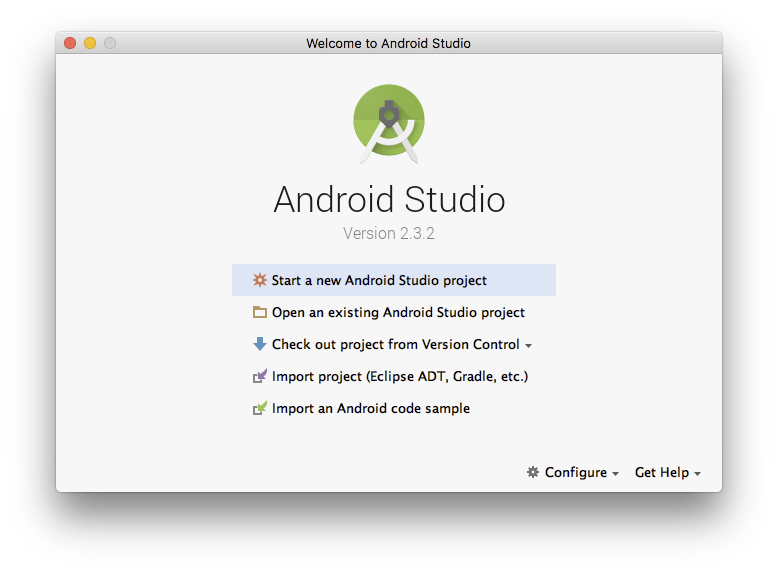 Welcome to Android Studio
Android Studio
Version 2.3.2
Start a new Android Studio project
Open an existing Android Studio project
Check out project from Version Control
Import project (Eclipse ADT, Gradle, etc.)
Import an Android code sample
Configure Get Help